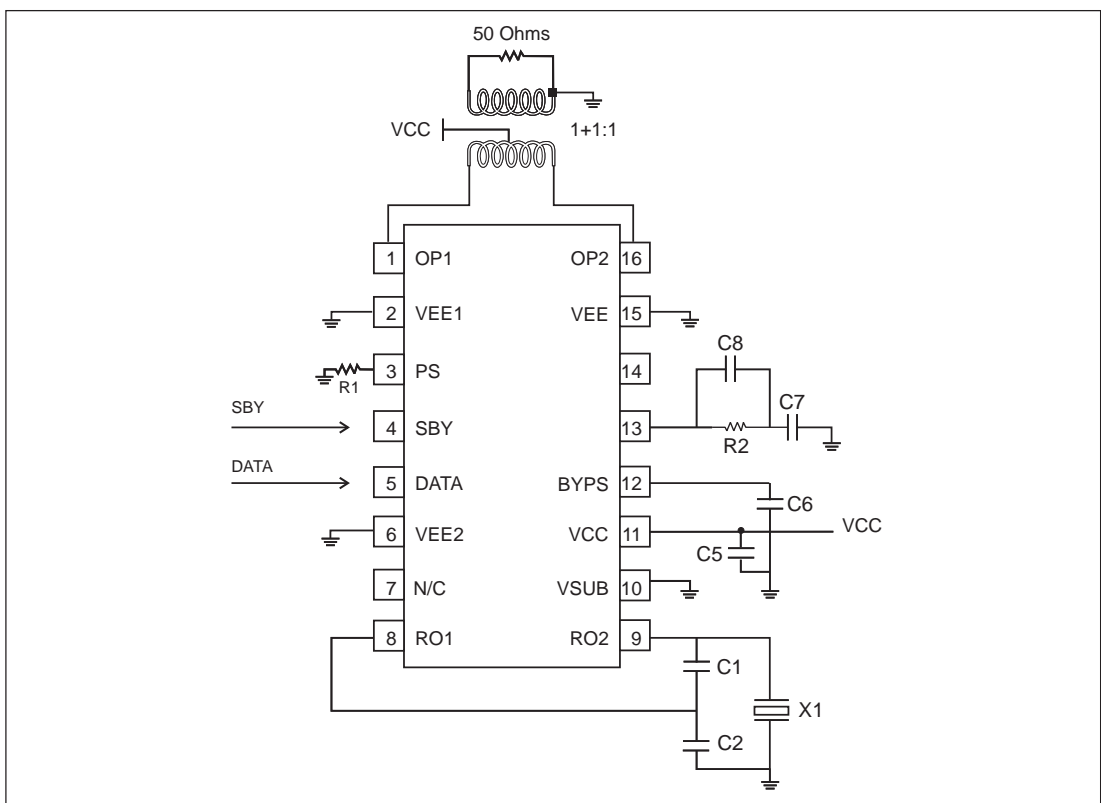 50 Ohms
VCC
1+1:1
1 OP1 OP2 16
2 VEE1 VEE 15
3 PS 14
R1
C8
SBY
4 SBY 13
C7
R2
DATA
5 DATA BYPS 12
C6
6 VEE2 VCC 11
VCC
C5
7 N/C VSUB 10
8 RO1 RO2 9
C1
X1
C2